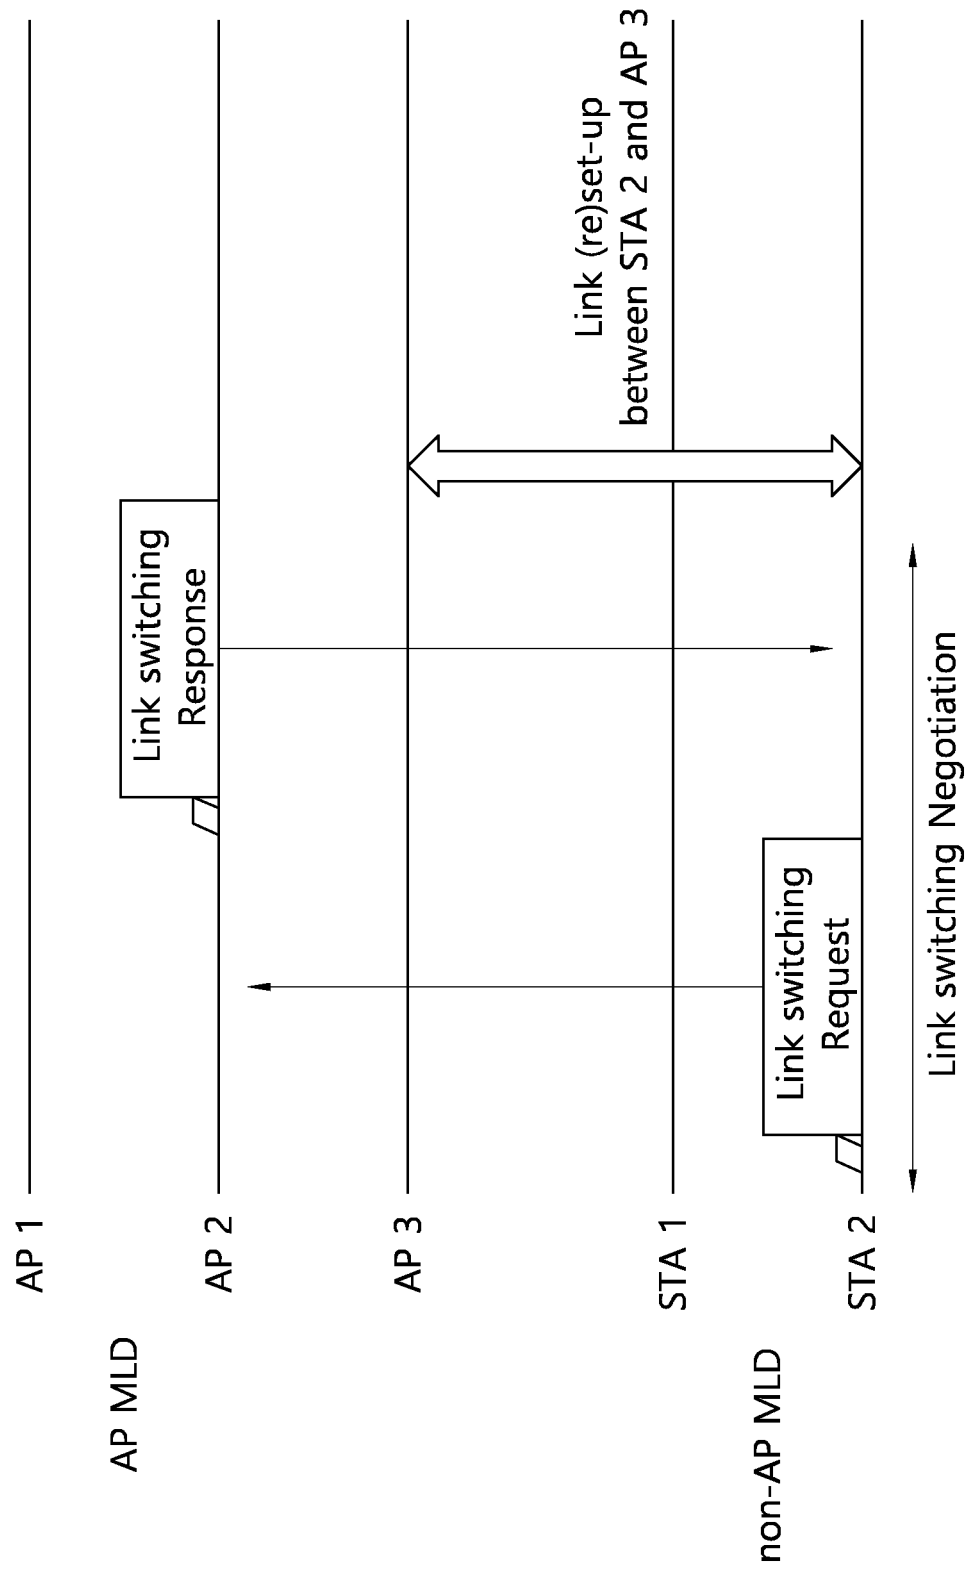 AP MLD
AP 1
AP 2
AP 3
non-AP MLD
STA 1
STA 2
Link switching
Request
Link switching
Response
Link (re)set-up
between STA 2 and AP 3
Link switching Negotiation